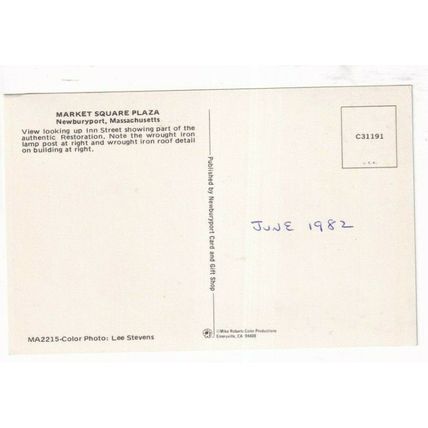 MARKET SQUARE PLAZA
Newburyport, Massachusetts
View looking up Inn Street showing part of the
authentic Restoration. Note the wrought iron
lamp post at right and wrought iron roof detail
on building at right.
MA2215-Color Photo: Lee Stevens
Published by Newburyport Card and Gift Shop
©Mike Roberts Color Productions
Emeryville, CA 94608
C31191
JUNE 1982